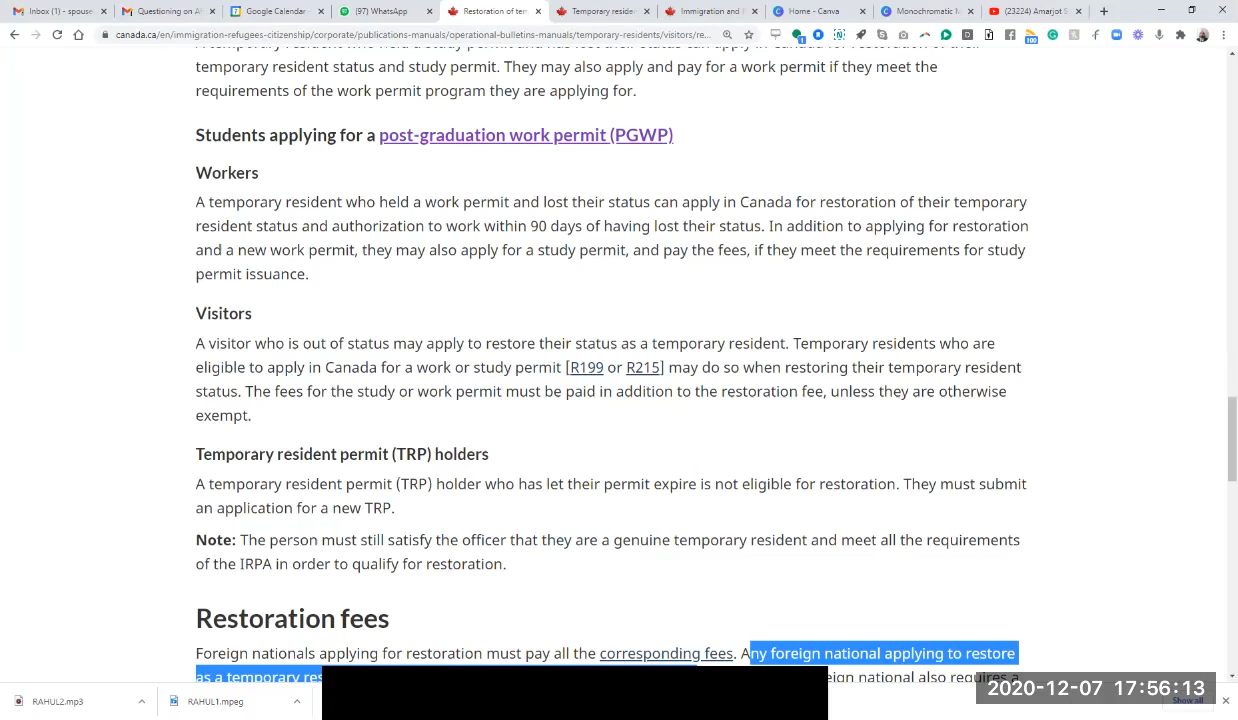 Inbox (1) - spouse
Questioning on A
Google Calendar
(97) WhatsApp
Restoration of tem
Temporary reside
Immigration and
Home - Canva
Monochromatic
(23224) Amarjot S
canada.ca/en/immigration-refugees-citizenship/corporate/publications-manuals/operational-bulletins-manuals/temporary-residents/visitors/re...
temporary resident status and study permit. They may also apply and pay for a work permit if they meet the
requirements of the work permit program they are applying for.
Students applying for a post-graduation work permit (PGWP)
Workers
A temporary resident who held a work permit and lost their status can apply in Canada for restoration of their temporary
resident status and authorization to work within 90 days of having lost their status. In addition to applying for restoration
and a new work permit, they may also apply for a study permit, and pay the fees, if they meet the requirements for study
permit issuance.
Visitors
A visitor who is out of status may apply to restore their status as a temporary resident. Temporary residents who are
eligible to apply in Canada for a work or study permit [R199 or R215] may do so when restoring their temporary resident
status. The fees for the study or work permit must be paid in addition to the restoration fee, unless they are otherwise
exempt.
Temporary resident permit (TRP) holders
A temporary resident permit (TRP) holder who has let their permit expire is not eligible for restoration. They must submit
an application for a new TRP.
Note: The person must still satisfy the officer that they are a genuine temporary resident and meet all the requirements
of the IRPA in order to qualify for restoration.
Restoration fees
Foreign nationals applying for restoration must pay all the corresponding fees. Any foreign national applying to restore
as a temporary res eign national also requires a
2020-12-07 17:56:13
RAHUL2.mp3
RAHUL1.mpeg
Show all